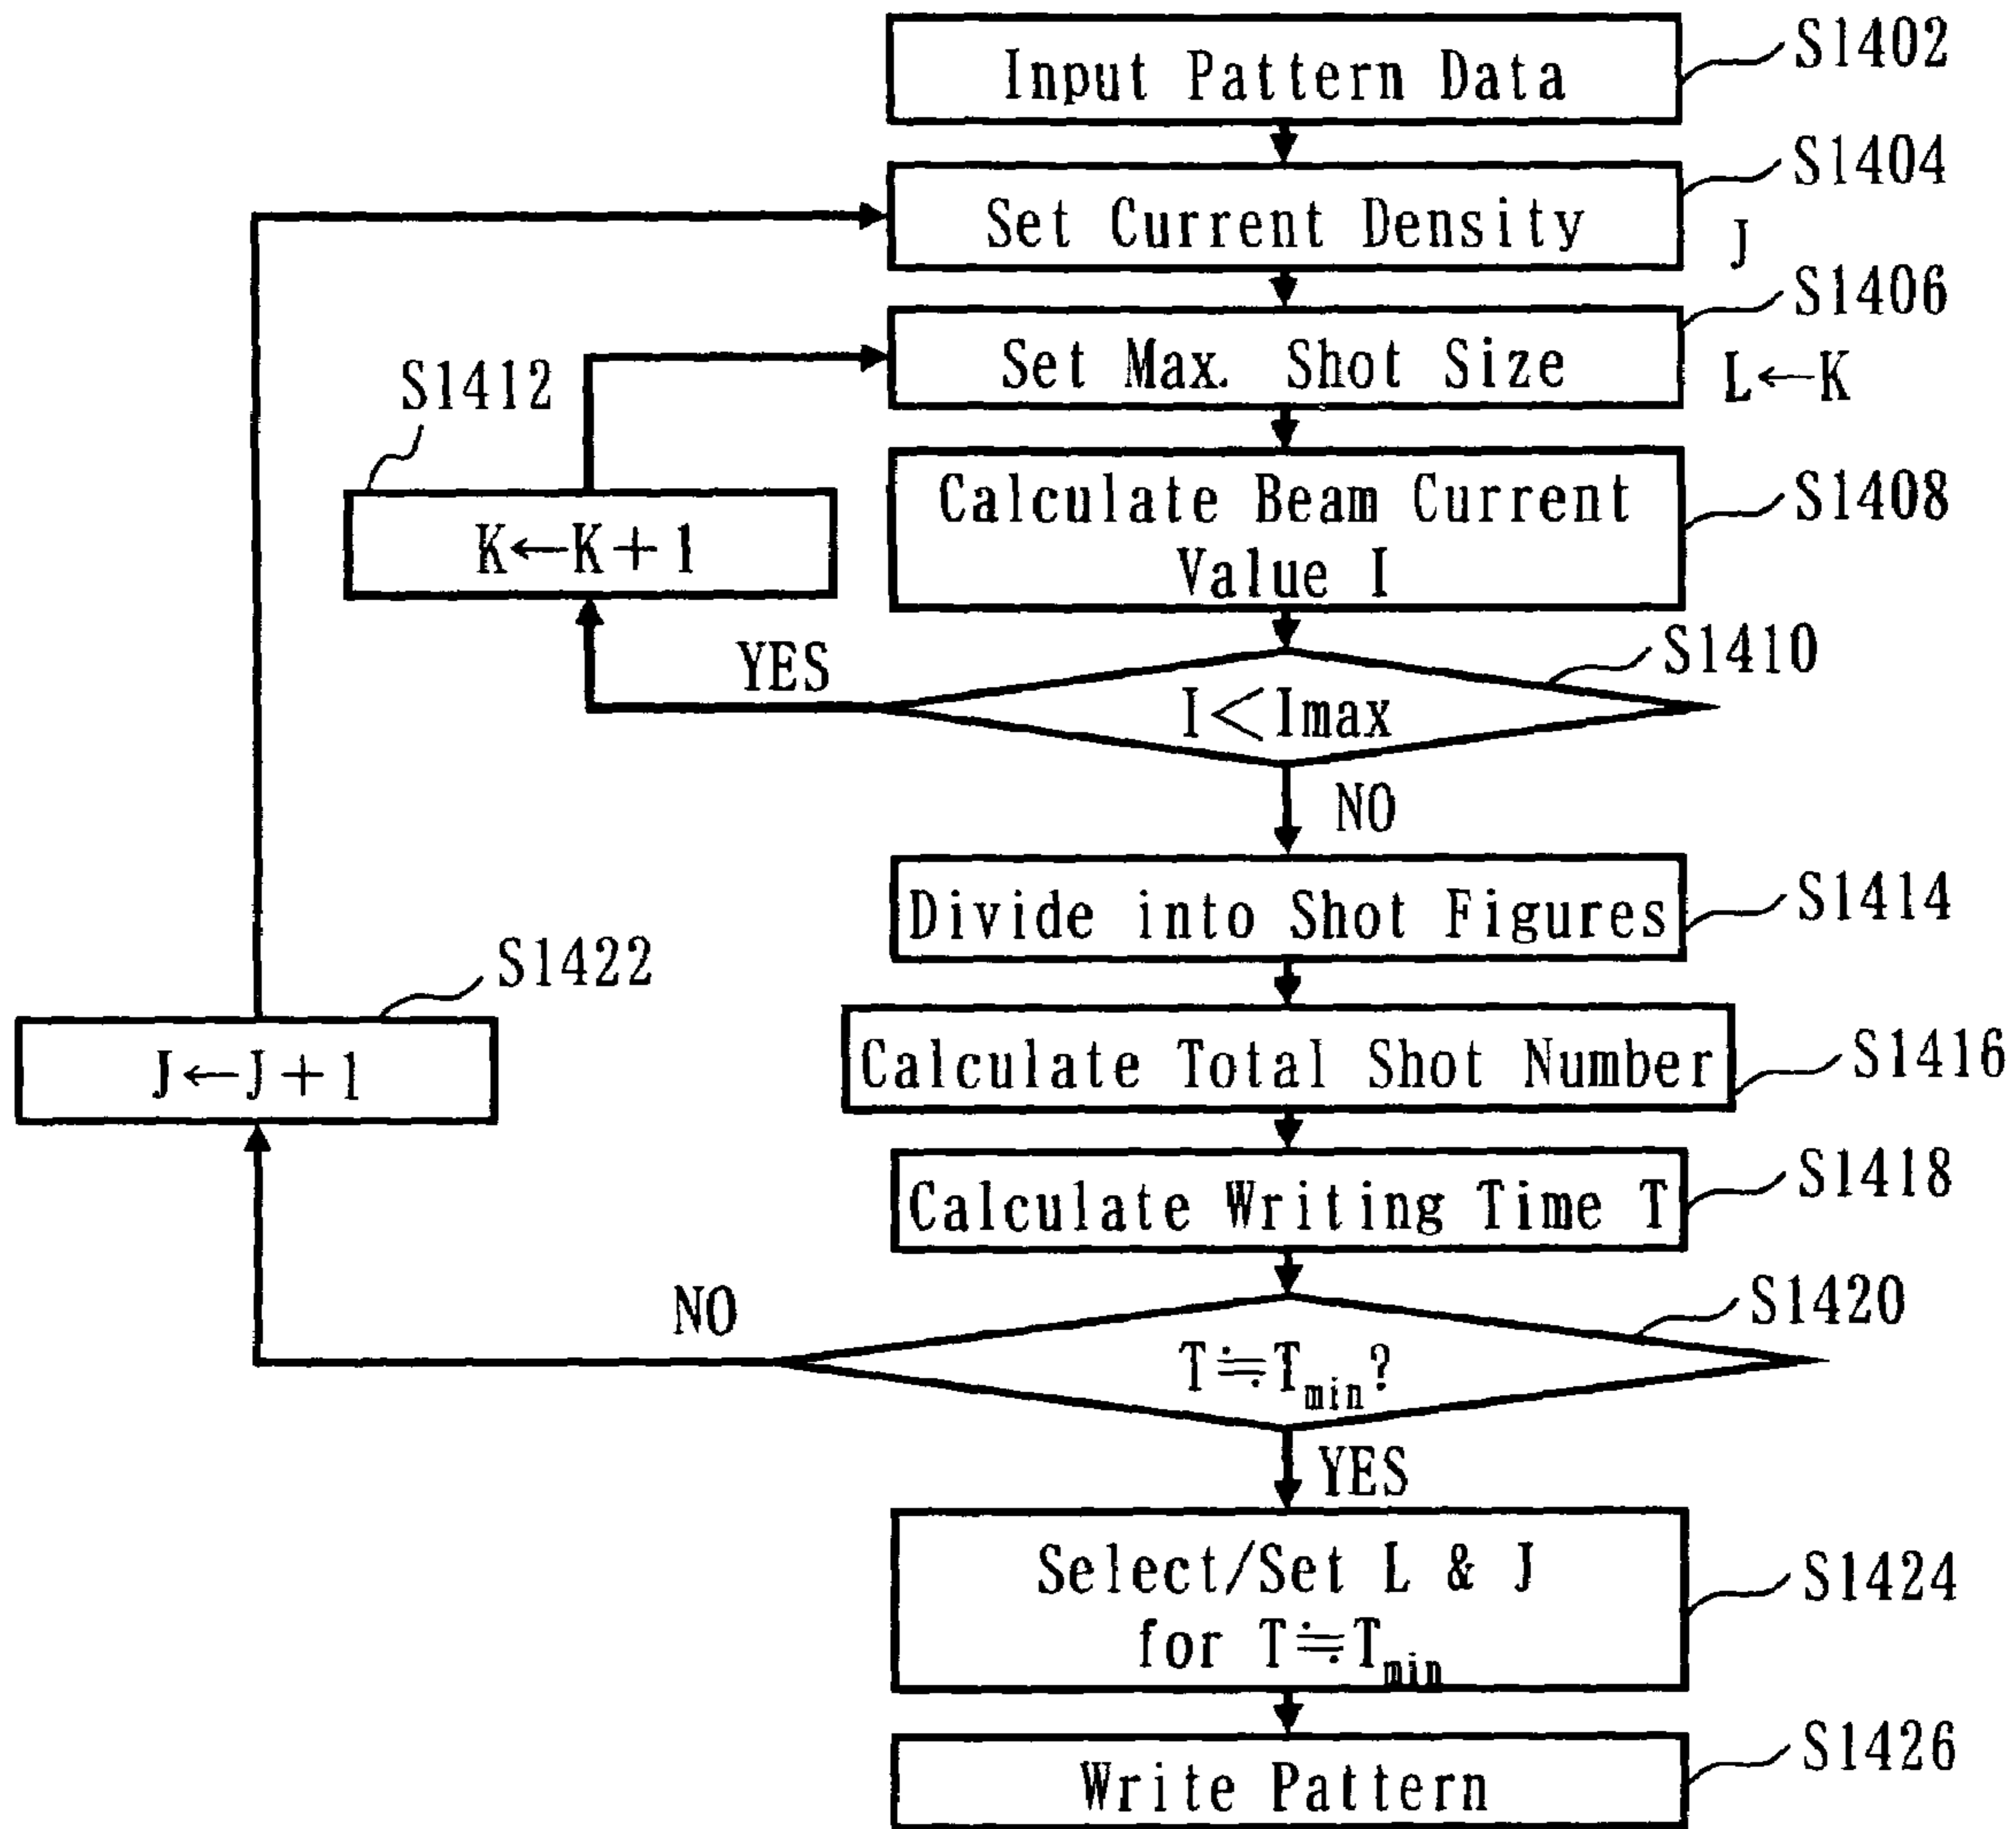 Input Pattern Data
S1402
Set Current Density
S1404
J
Set Max. Shot Size
S1406
L←K
S1412
K←K+1
Calculate Beam Current
Value I
S1408
YES
I<Imax
S1410
NO
Divide into Shot Figures
S1414
S1422
J←J+1
Calculate Total Shot Number
S1416
Calculate Writing Time T
S1418
NO
T≒Tmin?
S1420
YES
Select/Set L & J
for T≒Tmin
S1424
Write Pattern
S1426